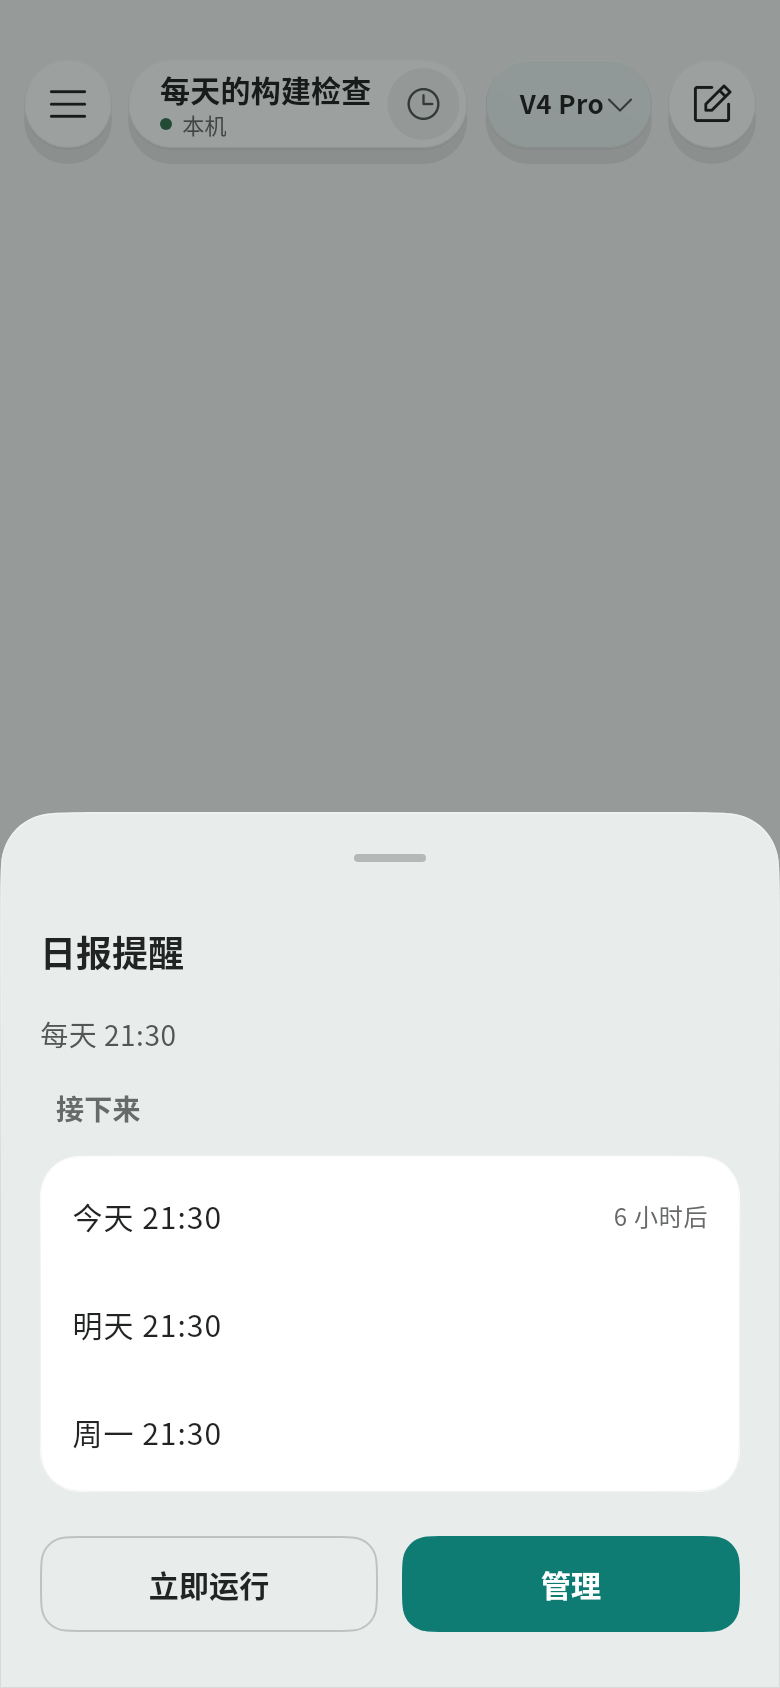 每天的构建检查
本机
V4 Pro
日报提醒
每天 21:30
接下来
今天 21:30
6 小时后
明天 21:30
周一 21:30
立即运行
管理